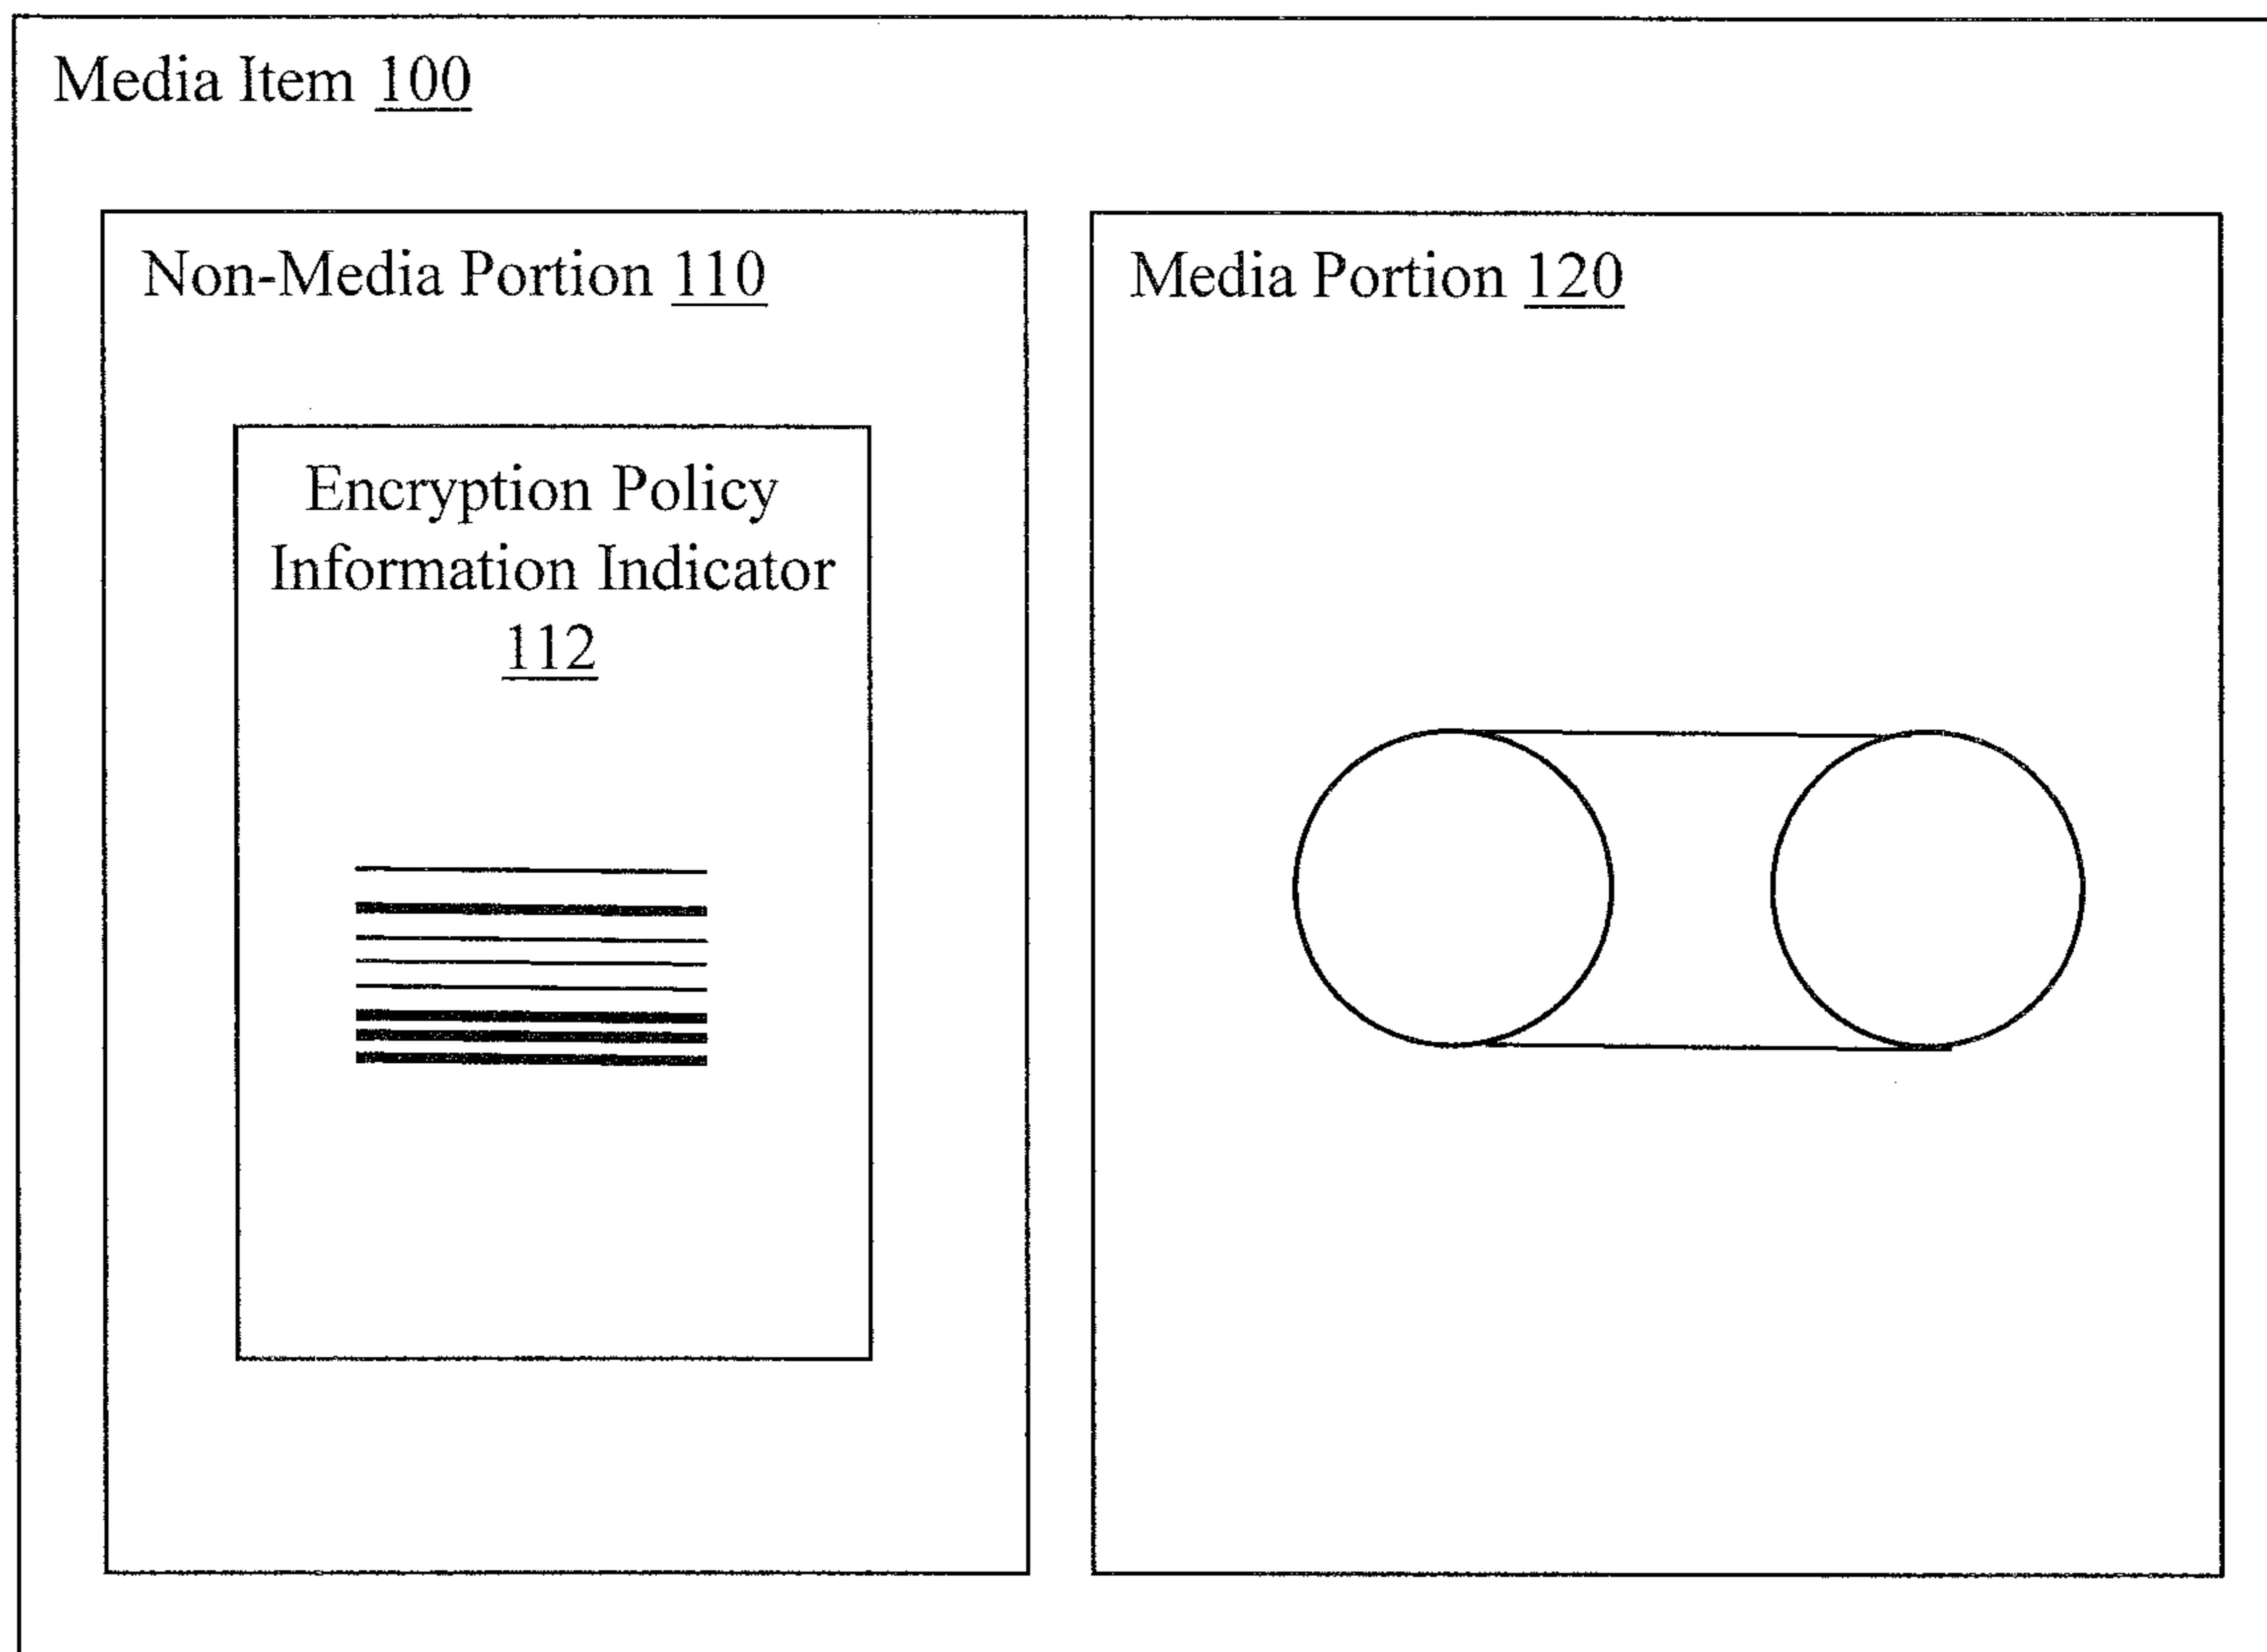 Media Item 100
Non-Media Portion 110
Encryption Policy
Information Indicator
112
Media Portion 120